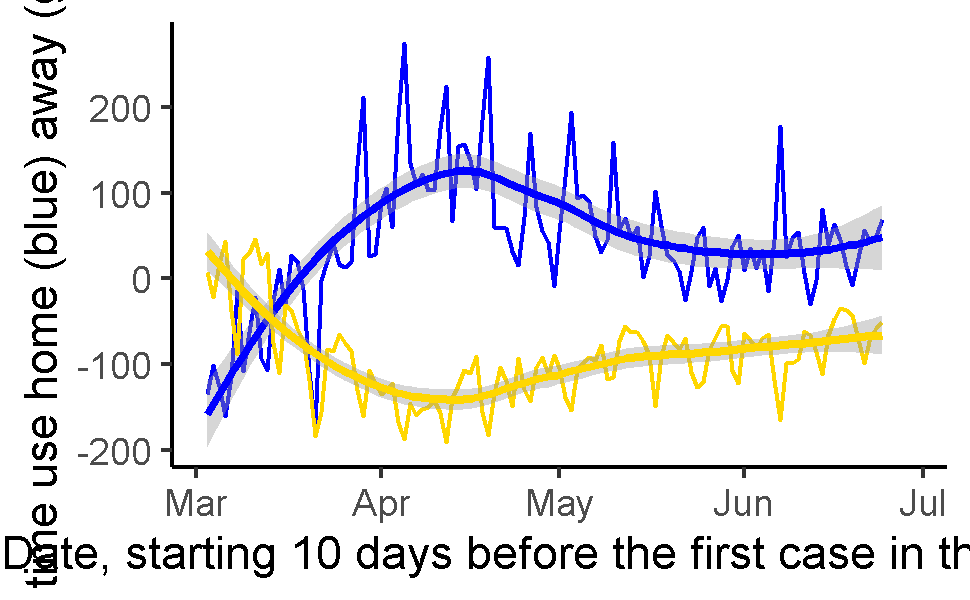 time use home (blue) away (
200
100
0
-100
-200
Mar Apr May Jun Jul
Date, starting 10 days before the first case in th